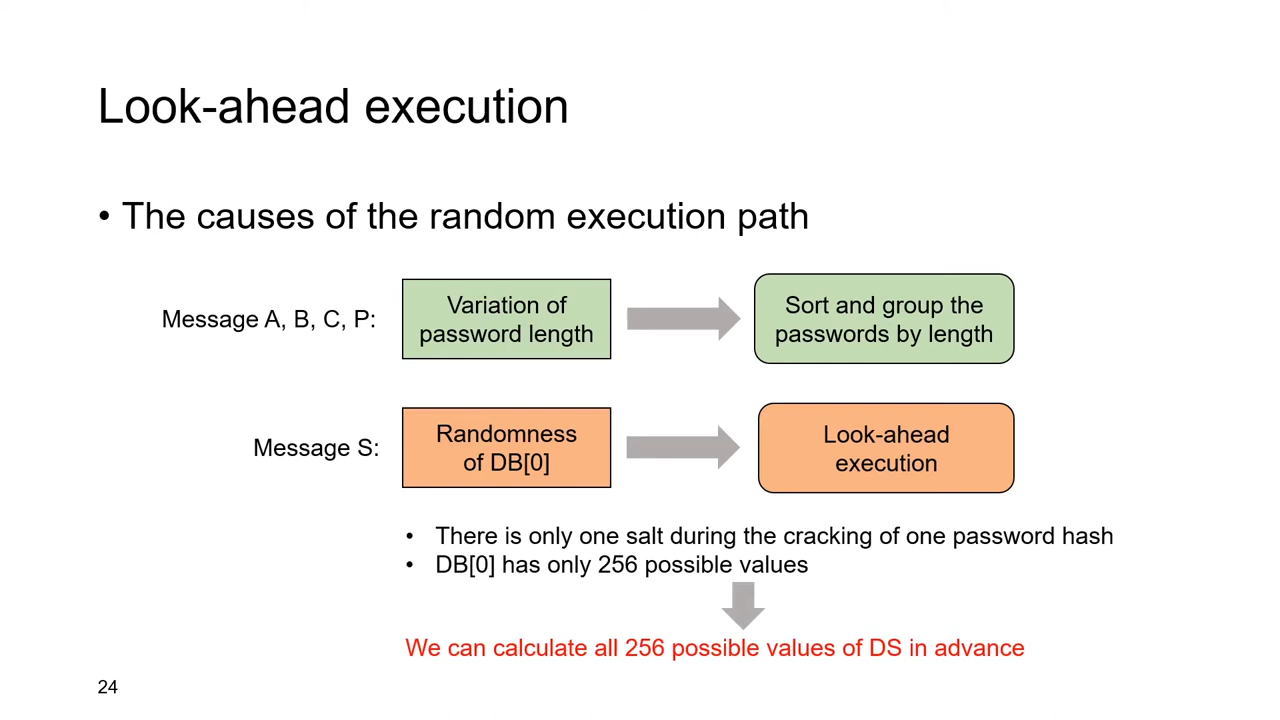 Look-ahead execution
• The causes of the random execution path
Message A, B, C, P:
Variation of
password length
Sort and group the
passwords by length
Message S:
Randomness
of DB[0]
Look-ahead
execution
• There is only one salt during the cracking of one password hash
• DB[0] has only 256 possible values
We can calculate all 256 possible values of DS in advance
24